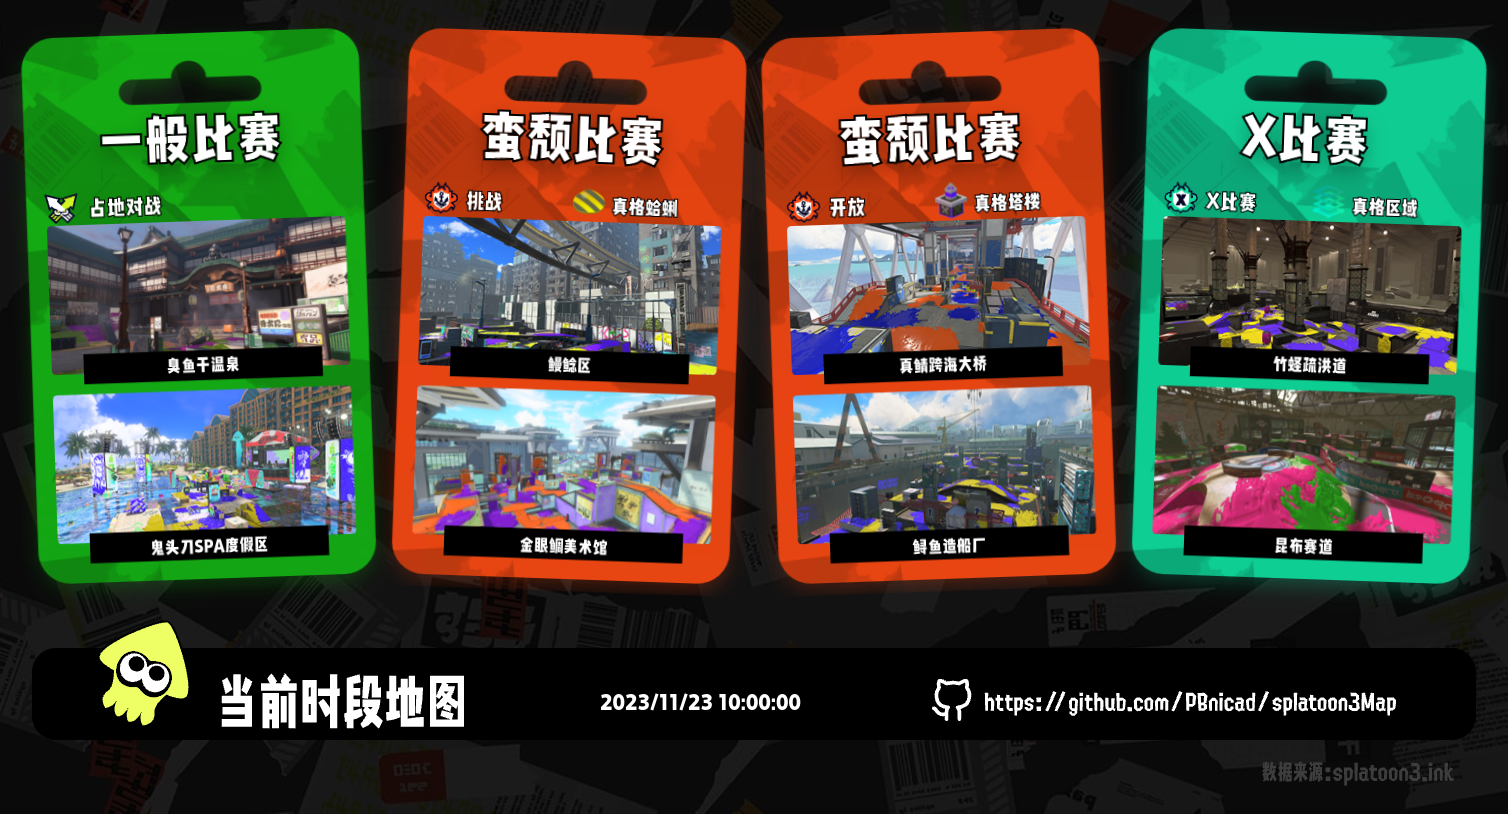 一般比赛
占地对战
臭鱼干温泉
鬼头刀SPA度假区
蛮颓比赛
挑战
真格蛤蜊
鳗鲶区
金眼鲷美术馆
蛮颓比赛
开放
真格塔楼
真鲭跨海大桥
鲟鱼造船厂
X比赛
X比赛
真格区域
竹蛏疏洪道
昆布赛道
当前时段地图
2023/11/23 10:00:00
https://github.com/PBnicad/splatoon3Map
数据来源:splatoon3.ink